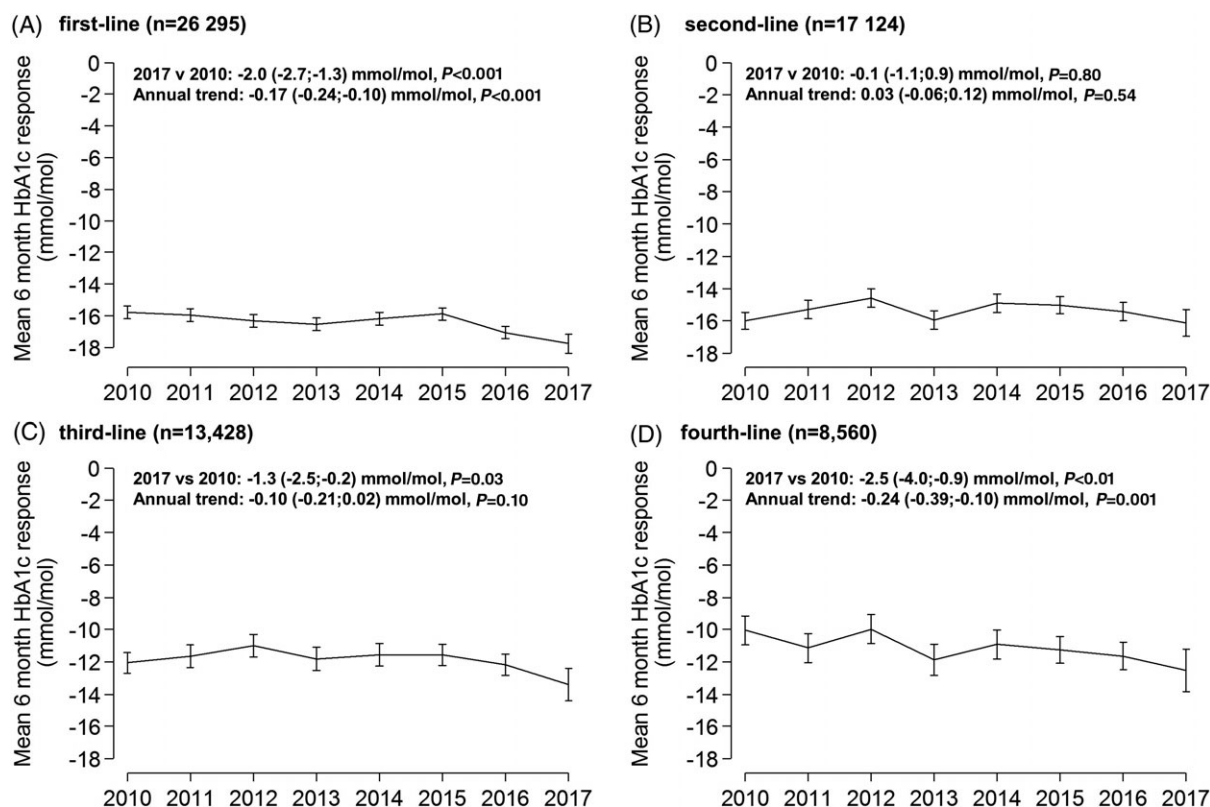 (A) first-line (n=26 295)
2017 v 2010: -2.0 (-2.7;-1.3) mmol/mol, P<0.001
Annual trend: -0.17 (-0.24;-0.10) mmol/mol, P<0.001
Mean 6 month HbA1c response
(mmol/mol)
0
-2
-4
-6
-8
-10
-12
-14
-16
-18
2010 2011 2012 2013 2014 2015 2016 2017
(B) second-line (n=17 124)
2017 v 2010: -0.1 (-1.1;0.9) mmol/mol, P=0.80
Annual trend: 0.03 (-0.06;0.12) mmol/mol, P=0.54
Mean 6 month HbA1c response
(mmol/mol)
0
-2
-4
-6
-8
-10
-12
-14
-16
-18
2010 2011 2012 2013 2014 2015 2016 2017
(C) third-line (n=13,428)
2017 vs 2010: -1.3 (-2.5;-0.2) mmol/mol, P=0.03
Annual trend: -0.10 (-0.21;0.02) mmol/mol, P=0.10
Mean 6 month HbA1c response
(mmol/mol)
0
-2
-4
-6
-8
-10
-12
-14
-16
-18
2010 2011 2012 2013 2014 2015 2016 2017
(D) fourth-line (n=8,560)
2017 vs 2010: -2.5 (-4.0;-0.9) mmol/mol, P<0.01
Annual trend: -0.24 (-0.39;-0.10) mmol/mol, P=0.001
Mean 6 month HbA1c response
(mmol/mol)
0
-2
-4
-6
-8
-10
-12
-14
-16
-18
2010 2011 2012 2013 2014 2015 2016 2017